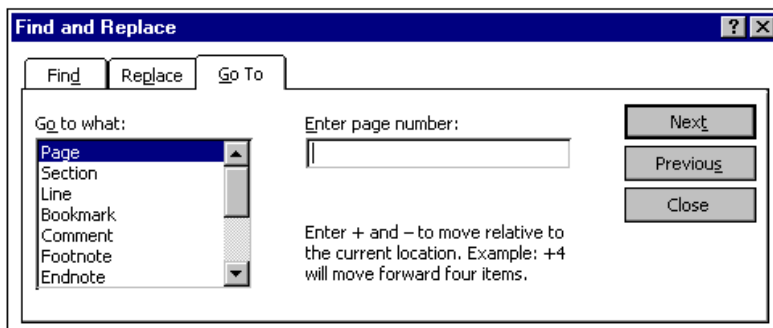 Find and Replace
Find
Replace
Go To
Go to what:
Page
Section
Line
Bookmark
Comment
Footnote
Endnote
Enter page number:
Enter + and – to move relative to
the current location. Example: +4
will move forward four items.
Next
Previous
Close